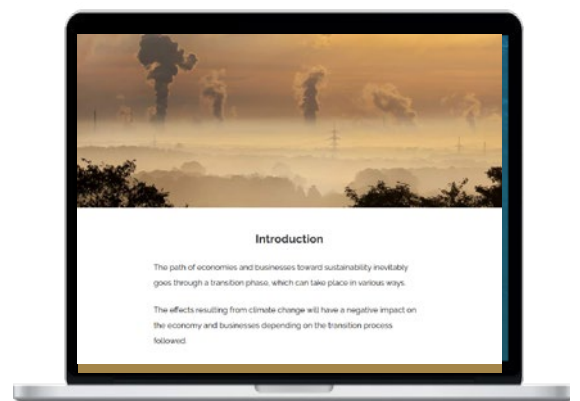 Introduction
The path of economies and businesses toward sustainability inevitably
goes through a transition phase, which can take place in various ways.
The effects resulting from climate change will have a negative impact on
the economy and businesses depending on the transition process
followed.